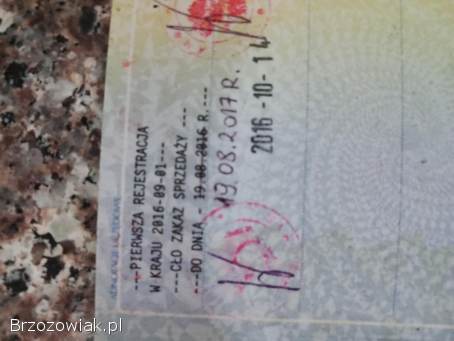 ---PIERWSZA REJESTRACJA
W KRAJU 2016-09-01---
---CŁO ZAKAZ SPRZEDAŻY ---
---DO DNIA - 19.08.2016 R.---
19.08.2017 R.
2016 -10- 14
Brzozowiak.pl